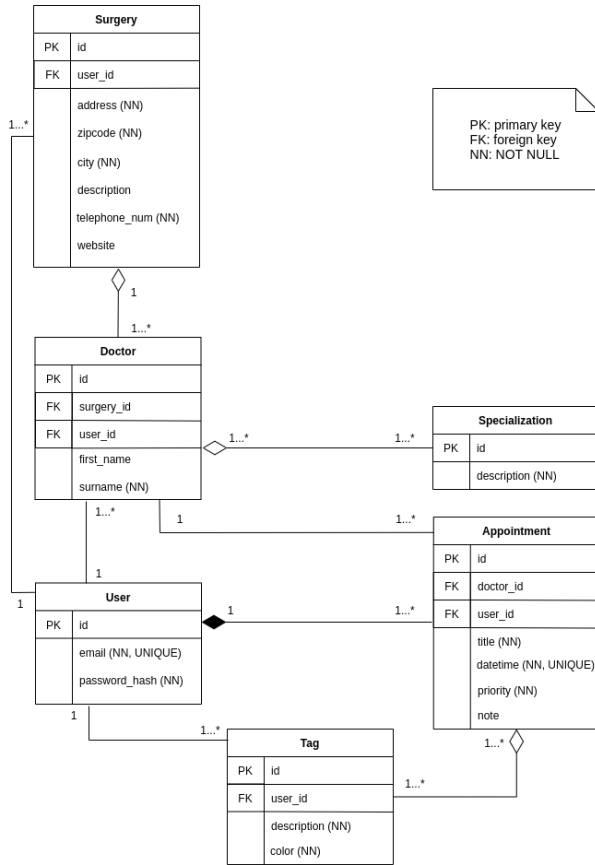 Surgery
PK id
FK user_id
address (NN)
zipcode (NN)
city (NN)
description
telephone_num (NN)
website
1...*
PK: primary key
FK: foreign key
NN: NOT NULL
1
1...*
Doctor
PK id
FK surgery_id
FK user_id
first_name
surname (NN)
1...*
1...*
Specialization
PK id
description (NN)
1...*
1
1
1...*
Appointment
PK id
FK doctor_id
FK user_id
title (NN)
datetime (NN, UNIQUE)
priority (NN)
note
1
User
PK id
email (NN, UNIQUE)
password_hash (NN)
1
1...*
1
1...*
Tag
PK id
FK user_id
description (NN)
color (NN)
1...*
1...*